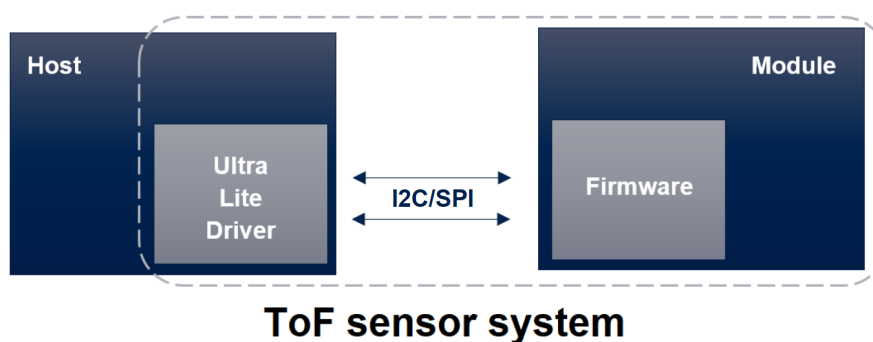 Host
Module
Ultra
Lite
Driver
I2C/SPI
Firmware
ToF sensor system